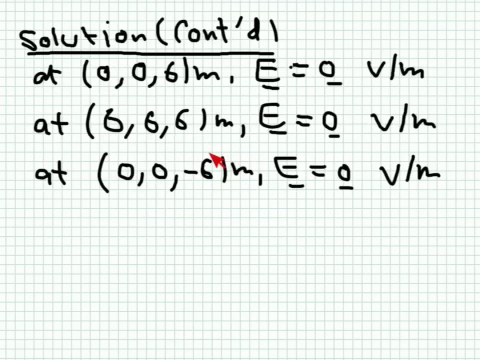 Solution (Cont'd)
at (0,0,6)m, E = 0 V/m
at (6,6,6)m, E = 0 V/m
at (0,0,-6)m, E = 0 V/m